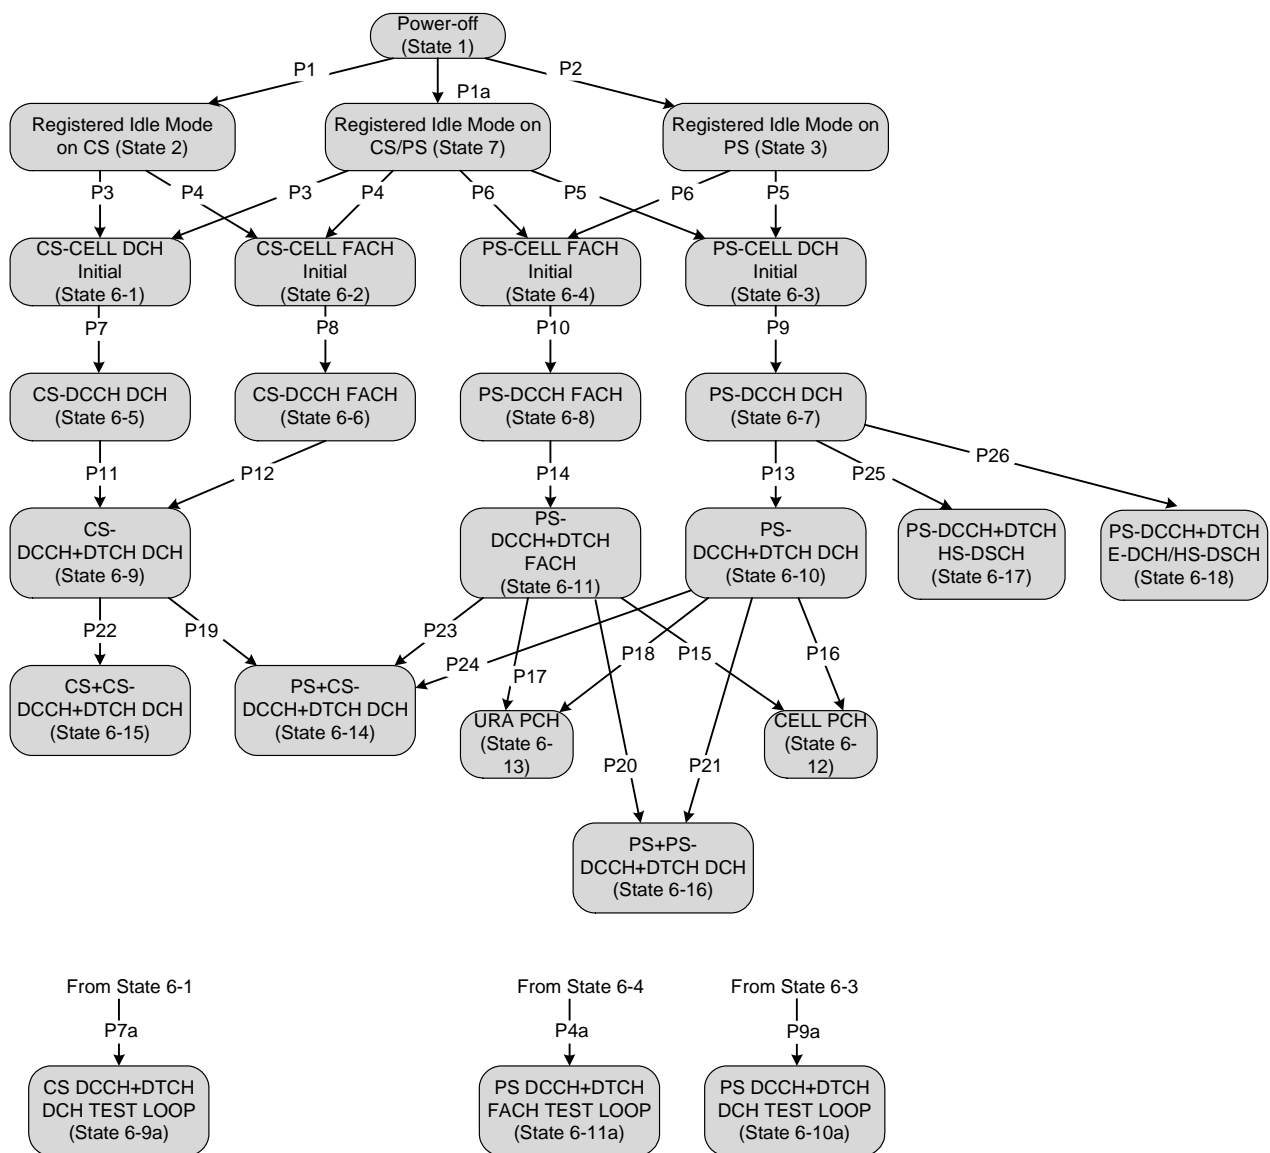 Power-off
(State 1)
P1
P1a
P2
Registered Idle Mode
on CS (State 2)
Registered Idle Mode on
CS/PS (State 7)
Registered Idle Mode on
PS (State 3)
P3
P4
P3
P4
P6
P5
P6
P5
CS-CELL DCH
Initial
(State 6-1)
CS-CELL FACH
Initial
(State 6-2)
PS-CELL FACH
Initial
(State 6-4)
PS-CELL DCH
Initial
(State 6-3)
P7
P8
P10
P9
CS-DCCH DCH
(State 6-5)
CS-DCCH FACH
(State 6-6)
PS-DCCH FACH
(State 6-8)
PS-DCCH DCH
(State 6-7)
P11
P12
P14
P13
P25
P26
CS-
DCCH+DTCH DCH
(State 6-9)
PS-
DCCH+DTCH
FACH
(State 6-11)
PS-
DCCH+DTCH DCH
(State 6-10)
PS-DCCH+DTCH
HS-DSCH
(State 6-17)
PS-DCCH+DTCH
E-DCH/HS-DSCH
(State 6-18)
P22
P19
P23
P24
P17
P18
P15
P16
CS+CS-
DCCH+DTCH DCH
(State 6-15)
PS+CS-
DCCH+DTCH DCH
(State 6-14)
URA PCH
(State 6-
13)
CELL PCH
(State 6-
12)
P20
P21
PS+PS-
DCCH+DTCH DCH
(State 6-16)
From State 6-1
P7a
CS DCCH+DTCH
DCH TEST LOOP
(State 6-9a)
From State 6-4
P4a
PS DCCH+DTCH
FACH TEST LOOP
(State 6-11a)
From State 6-3
P9a
PS DCCH+DTCH
DCH TEST LOOP
(State 6-10a)